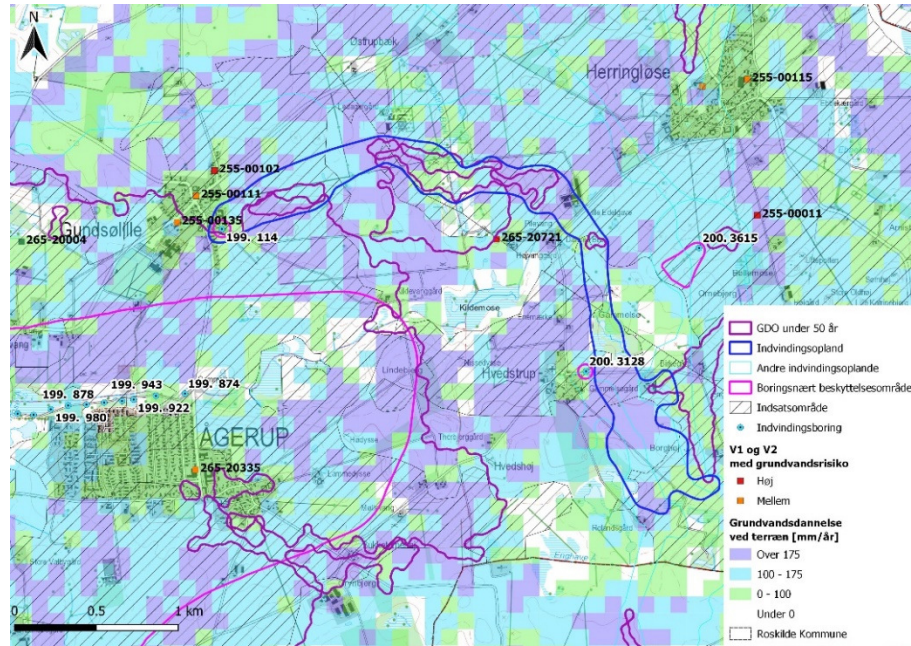 N
Østrupbæk
Herringløse
255-00115
255-00102
255-00111
255-00135
Gundsølille
265-20004
199. 114
265-20721
255-00011
200. 3615
Kildemose
Lindebjerg
Hvedstrup
200. 3128
199. 943
199. 874
199. 878
199. 922
199. 980
ÅGERUP
265-20335
Hvedshøj
0 0.5 1 km
GDO under 50 år
Indvindingsopland
Andre indvindingsoplande
Boringsnært beskyttelsesområde
Indsatsområde
Indvindingsboring
V1 og V2
med grundvandsrisiko
Høj
Mellem
Grundvandsdannelse
ved terræn [mm/år]
Over 175
100 - 175
0 - 100
Under 0
Roskilde Kommune